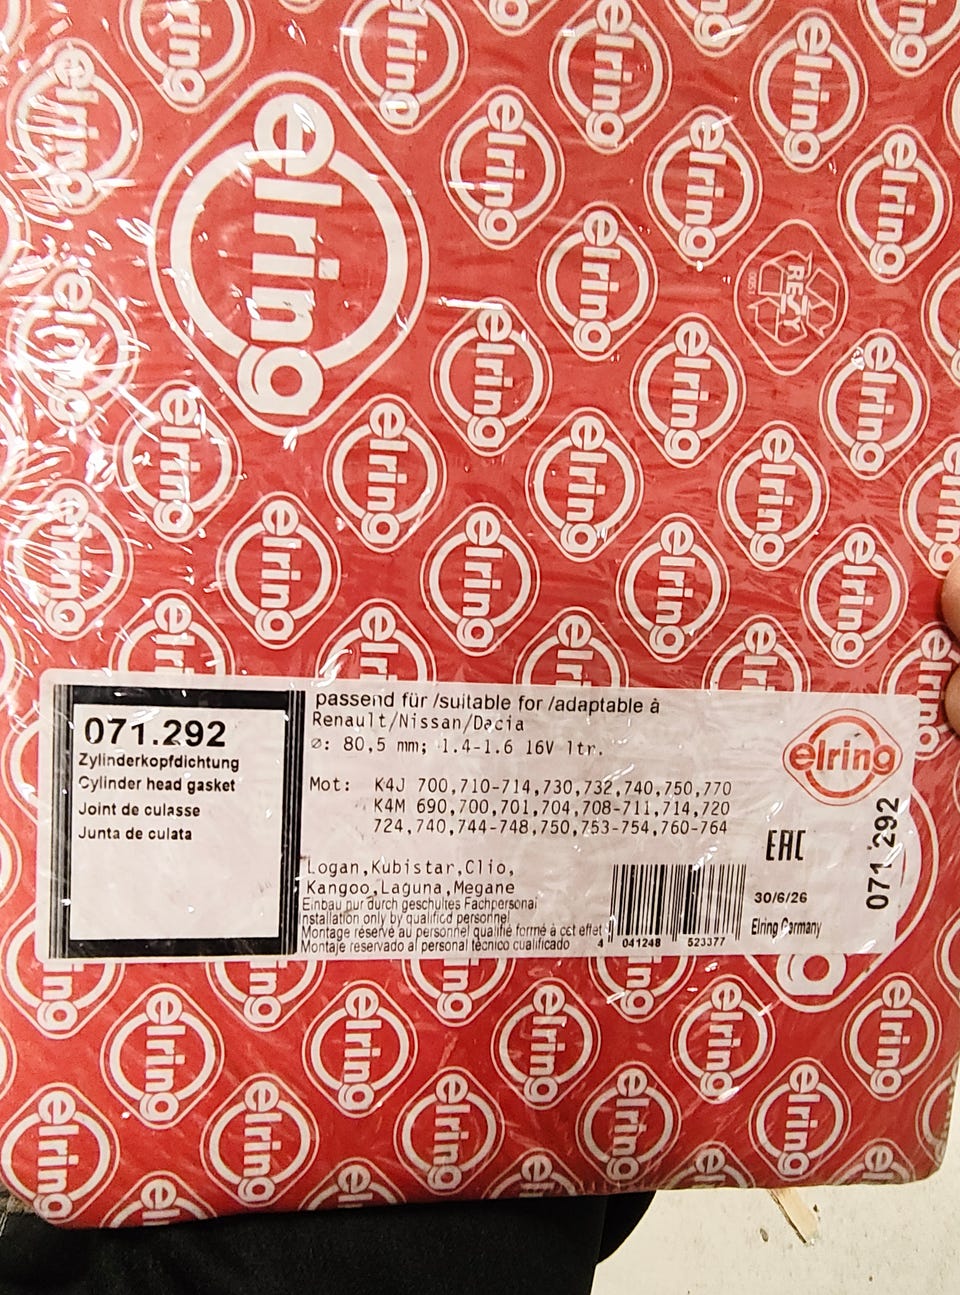 elring
RESY
0051
071.292
Zylinderkopfdichtung
Cylinder head gasket
Joint de culasse
Junta de culata
passend für /suitable for /adaptable à
Renault/Nissan/Dacia
⌀: 80,5 mm; 1.4-1.6 16V ltr.
Mot: K4J 700,710-714,730,732,740,750,770
K4M 690,700,701,704,708-711,714,720
724,740,744-748,750,753-754,760-764
Logan,Kubistar,Clio,
Kangoo,Laguna,Megane
Einbau nur durch geschultes Fachpersonal
Installation only by qualified personnel
Montage réservé au personnel qualifié formé à cet effet
Montaje reservado al personal técnico cualificado
4 041248 523377
elring
EAC
30/6/26
Elring Germany
071.292